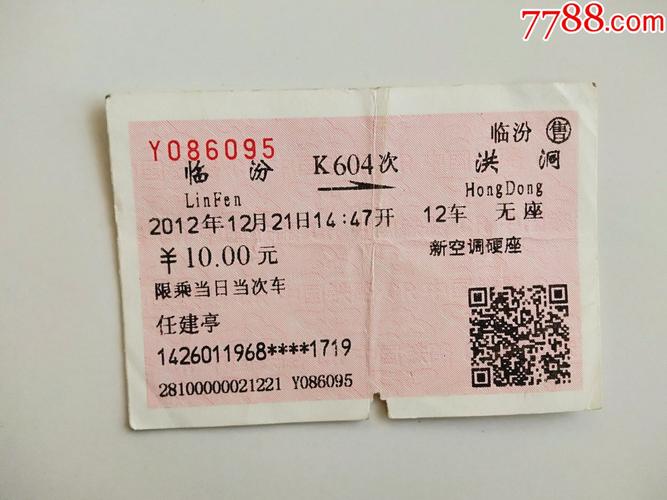 7788.com
Y086095 临汾 售
临汾 K604次 洪洞
LinFen HongDong
2012年12月21日14:47开 12车 无座
￥10.00元 新空调硬座
限乘当日当次车
任建亭
1426011968****1719
28100000021221 Y086095